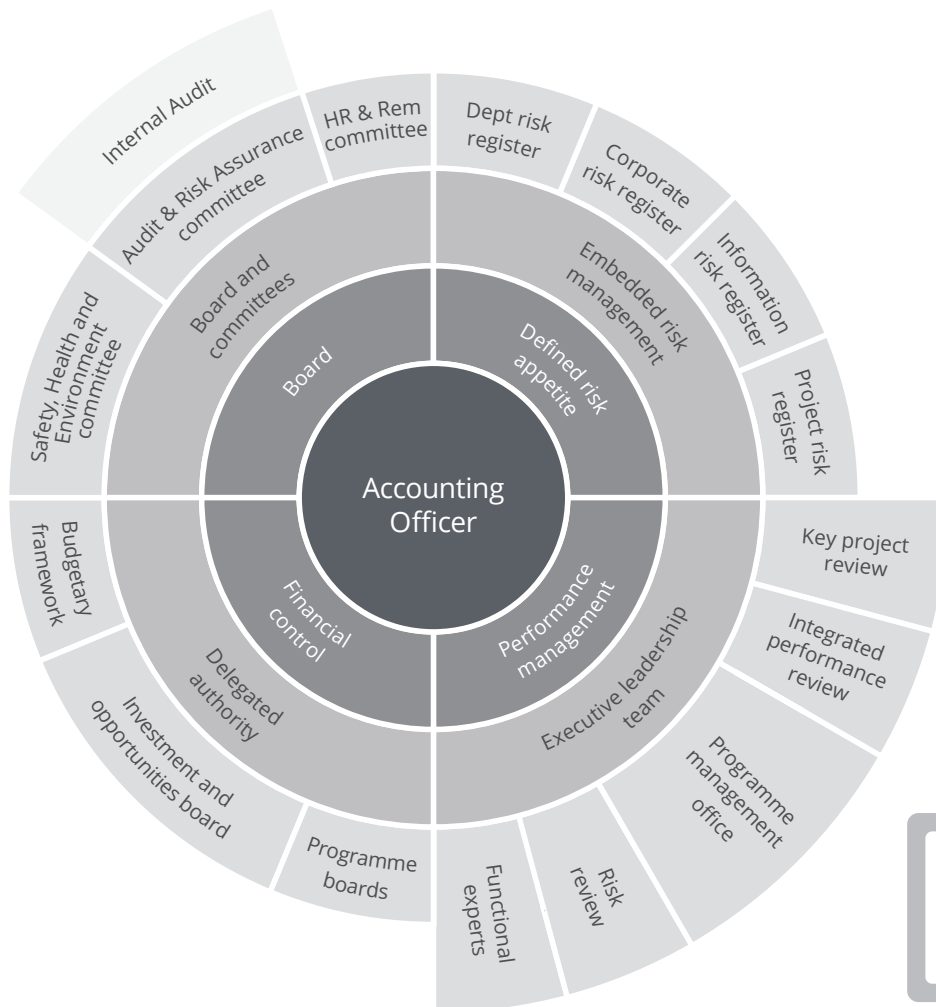 Accounting
Officer
Board
Defined risk
appetite
Performance
management
Financial
control
Board and
committees
Embedded risk
management
Executive leadership
team
Delegated
authority
Internal Audit
Safety, Health and
Environment
committee
Audit & Risk Assurance
committee
HR & Rem
committee
Dept risk
register
Corporate
risk register
Information
risk register
Project risk
register
Key project
review
Integrated
performance
review
Programme
management
office
Risk
review
Functional
experts
Programme
boards
Investment and
opportunities board
Budgetary
framework